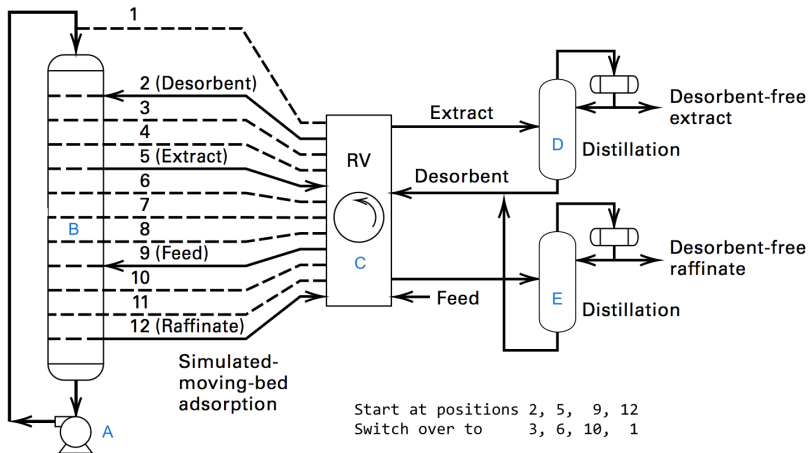 1
2 (Desorbent)
3
4
5 (Extract)
6
7
8
9 (Feed)
10
11
12 (Raffinate)
B
A
Simulated-
moving-bed
adsorption
RV
C
Extract
Desorbent
Feed
D
Distillation
Desorbent-free
extract
E
Distillation
Desorbent-free
raffinate
Start at positions 2, 5, 9, 12
Switch over to 3, 6, 10, 1